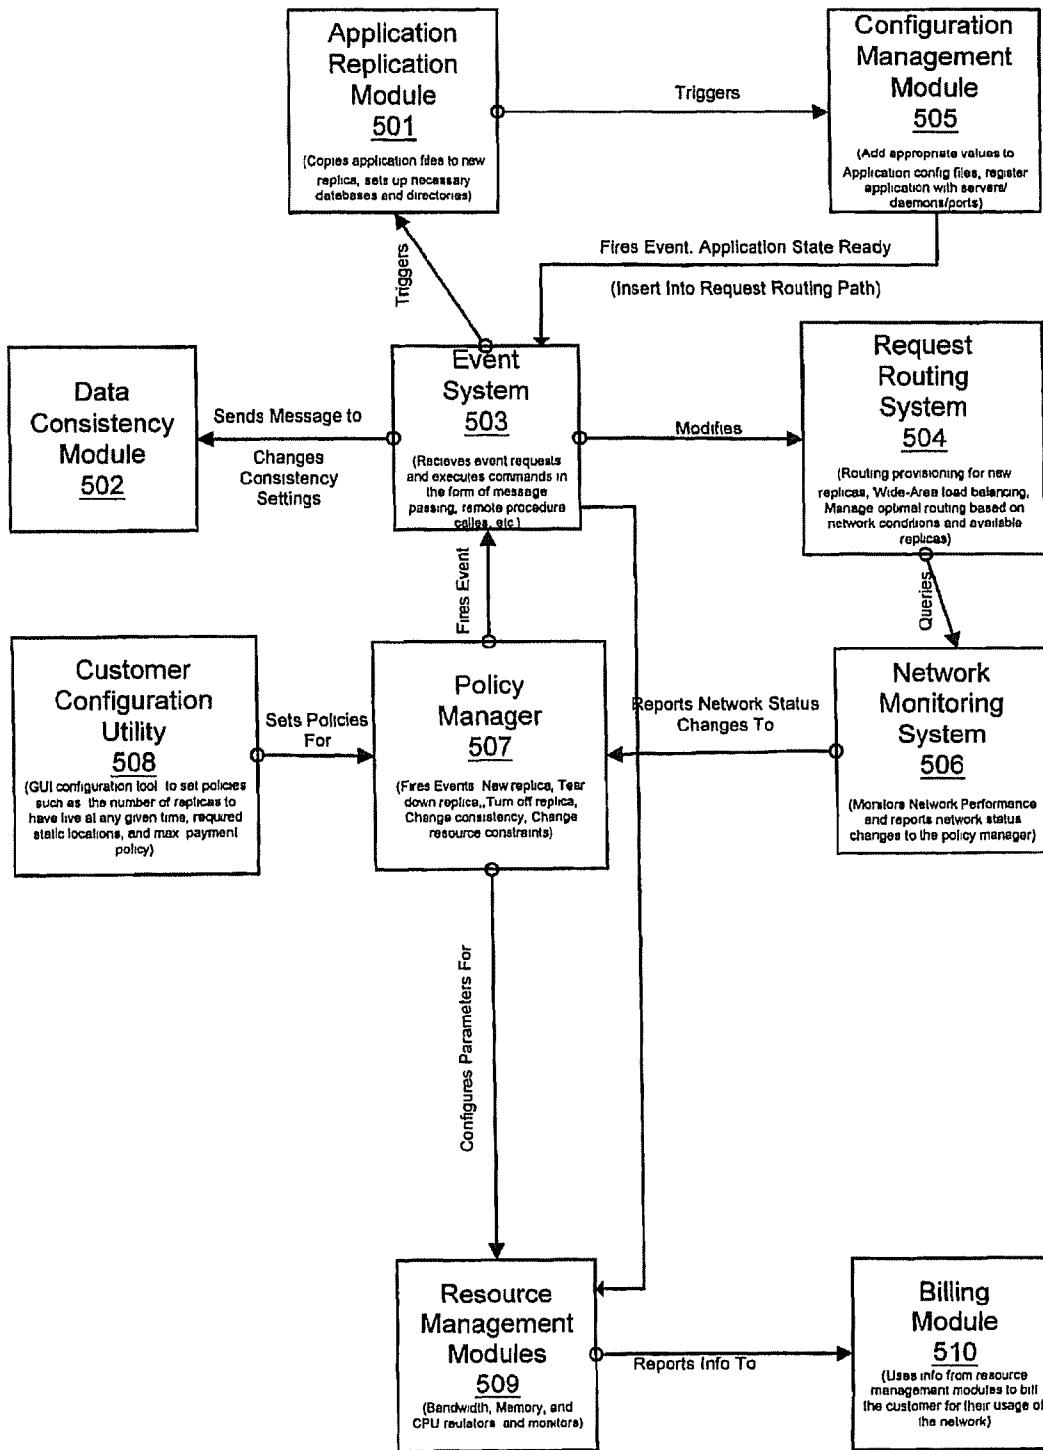 Application
Replication
Module
501
(Copies application files to new
replica, sets up necessary
databases and directories)
Triggers
Configuration
Management
Module
505
(Add appropriate values to
Application config files, register
application with servers/
daemons/ports)
Triggers
Fires Event. Application State Ready
(Insert Into Request Routing Path)
Data
Consistency
Module
502
Sends Message to
Changes
Consistency
Settings
Event
System
503
(Recieves event requests
and executes commands in
the form of message
passing, remote procedure
calles, etc )
Modifies
Request
Routing
System
504
(Routing provisioning for new
replicas, Wide-Area load balancing,
Manage optimal routing based on
network conditions and available
replicas)
Fires Event
Queries
Customer
Configuration
Utility
508
(GUI configuration tool to set policies
such as the number of replicas to
have live at any given time, required
static locations, and max payment
policy)
Sets Policies
For
Policy
Manager
507
(Fires Events New replica, Tear
down replica,,Turn off replica,
Change consistency, Change
resource constraints)
Reports Network Status
Changes To
Network
Monitoring
System
506
(Monitors Network Performance
and reports network status
changes to the policy manager)
Configures Parameters For
Resource
Management
Modules
509
(Bandwidth, Memory, and
CPU reulators and monitors)
Reports Info To
Billing
Module
510
(Uses info from resource
management modules to bill
the customer for their usage of
the network)